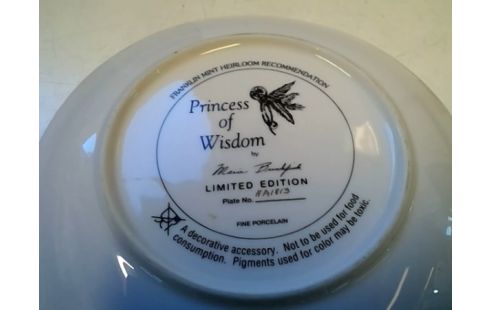 FRANKLIN MINT HEIRLOOM RECOMMENDATION
Princess
of
Wisdom
by
LIMITED EDITION
Plate No.
FINE PORCELAIN
A decorative accessory. Not to be used for food
consumption. Pigments used for color may be toxic.